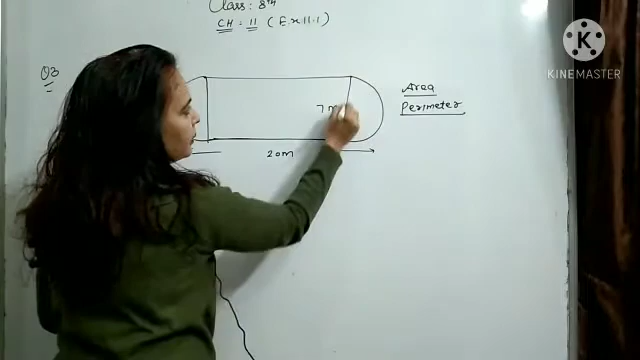 Class: 8th
CH = 11 (Ex 11.1)
Q3
Area
Perimeter
7m
20m
KINEMASTER